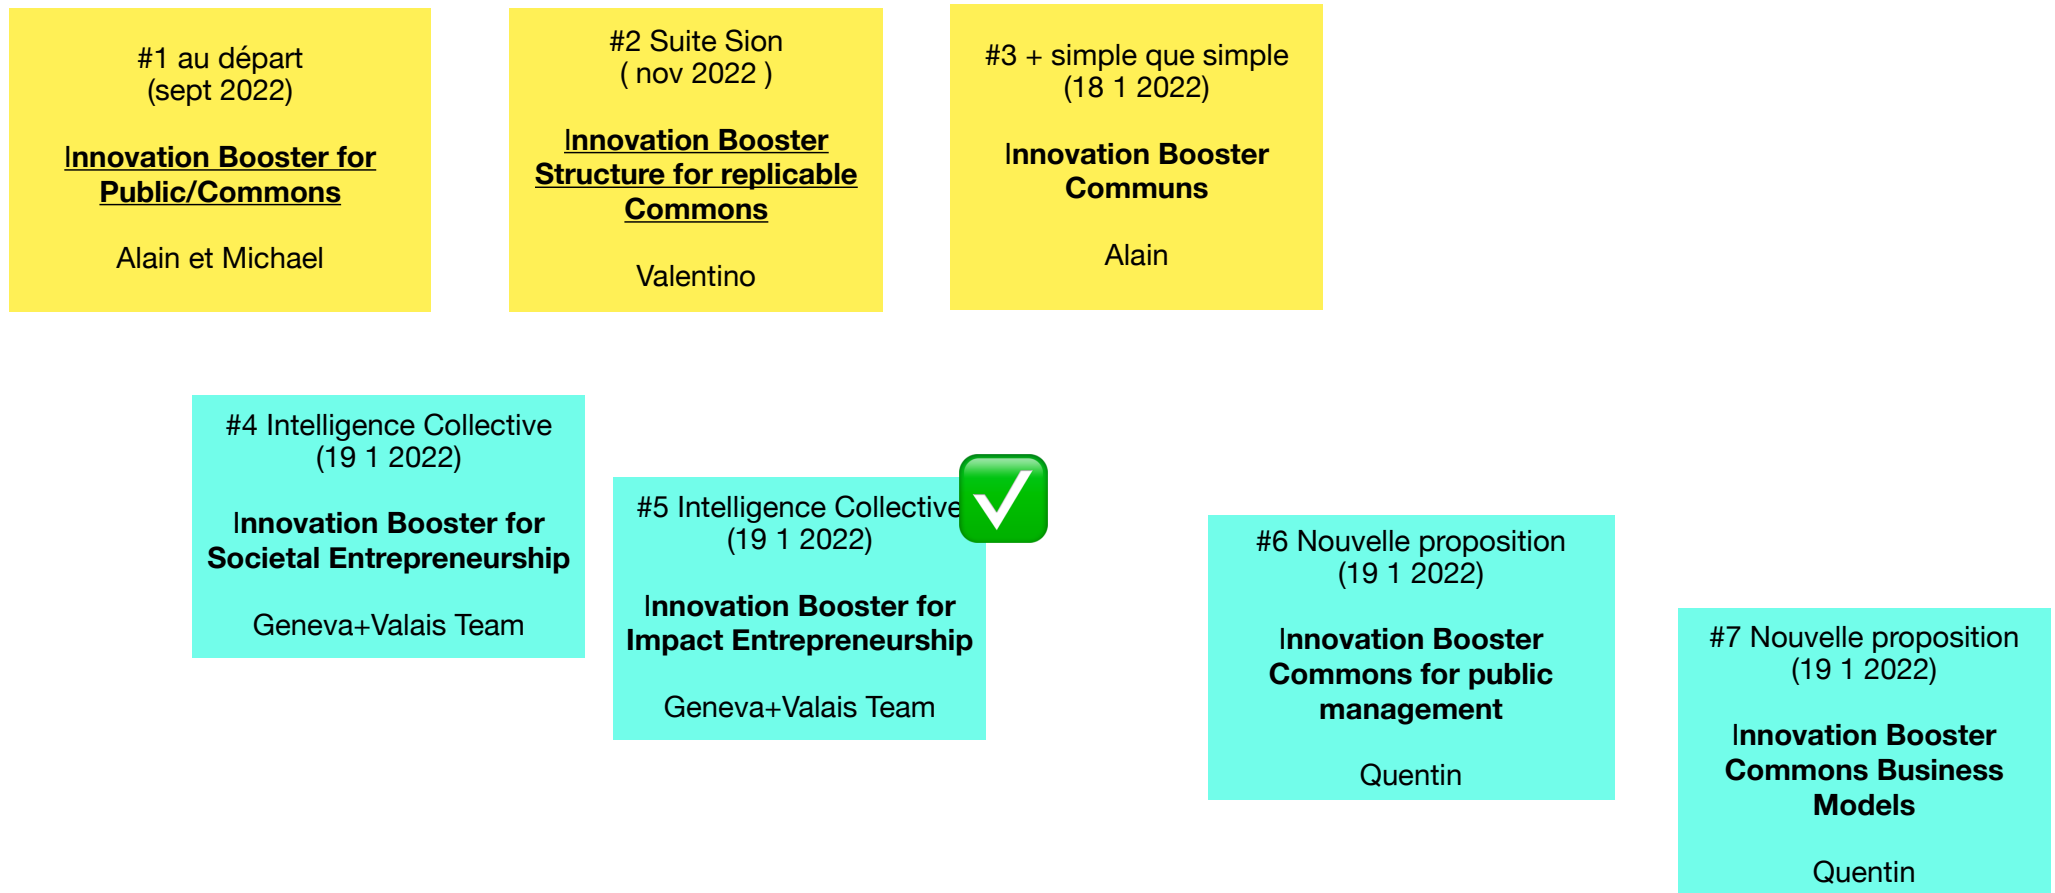 #1 au départ
(sept 2022)
Innovation Booster for
Public/Commons
Alain et Michael
#2 Suite Sion
( nov 2022 )
Innovation Booster
Structure for replicable
Commons
Valentino
#3 + simple que simple
(18 1 2022)
Innovation Booster
Communs
Alain
#4 Intelligence Collective
(19 1 2022)
Innovation Booster for
Societal Entrepreneurship
Geneva+Valais Team
#5 Intelligence Collective
(19 1 2022)
Innovation Booster for
Impact Entrepreneurship
Geneva+Valais Team
#6 Nouvelle proposition
(19 1 2022)
Innovation Booster
Commons for public
management
Quentin
#7 Nouvelle proposition
(19 1 2022)
Innovation Booster
Commons Business
Models
Quentin